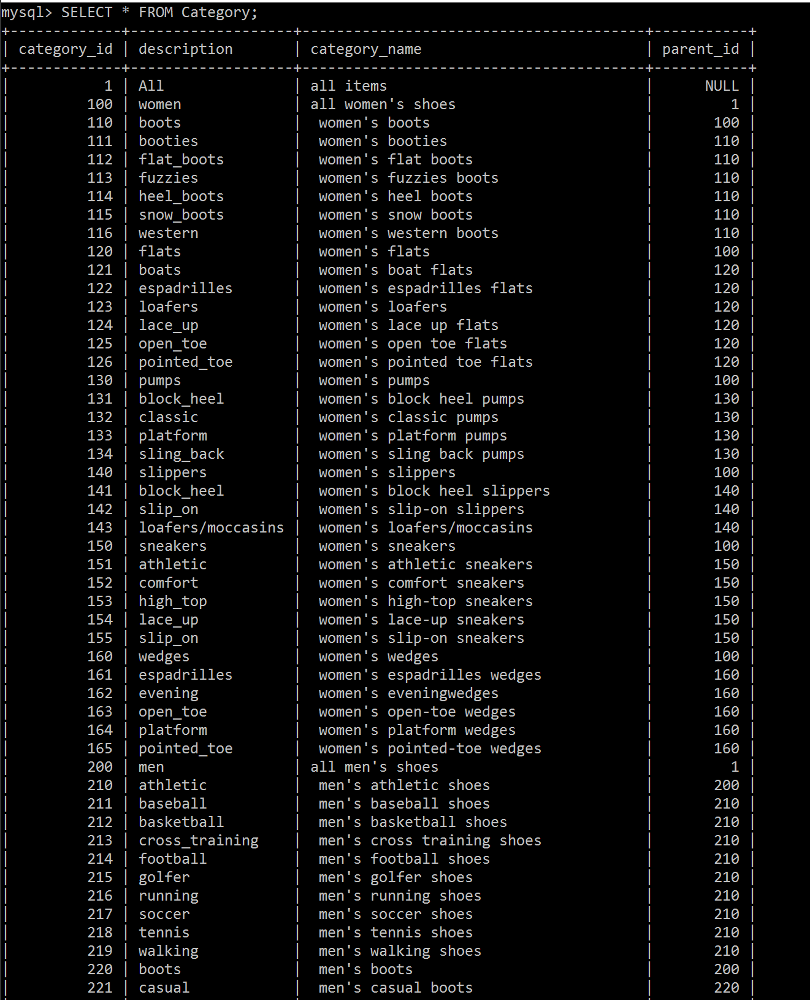 mysql> SELECT * FROM Category;
+-------------+-------------------+----------------------------------------+-----------+
| category_id | description       | category_name                          | parent_id |
+-------------+-------------------+----------------------------------------+-----------+
|           1 | All               | all items                              |      NULL |
|         100 | women             | all women's shoes                      |         1 |
|         110 | boots             |  women's boots                         |       100 |
|         111 | booties           |  women's booties                       |       110 |
|         112 | flat_boots        |  women's flat boots                    |       110 |
|         113 | fuzzies           |  women's fuzzies boots                 |       110 |
|         114 | heel_boots        |  women's heel boots                    |       110 |
|         115 | snow_boots        |  women's snow boots                    |       110 |
|         116 | western           |  women's western boots                 |       110 |
|         120 | flats             |  women's flats                         |       100 |
|         121 | boats             |  women's boat flats                    |       120 |
|         122 | espadrilles       |  women's espadrilles flats             |       120 |
|         123 | loafers           |  women's loafers                       |       120 |
|         124 | lace_up           |  women's lace up flats                 |       120 |
|         125 | open_toe          |  women's open toe flats                |       120 |
|         126 | pointed_toe       |  women's pointed toe flats             |       120 |
|         130 | pumps             |  women's pumps                         |       100 |
|         131 | block_heel        |  women's block heel pumps              |       130 |
|         132 | classic           |  women's classic pumps                 |       130 |
|         133 | platform          |  women's platform pumps                |       130 |
|         134 | sling_back        |  women's sling back pumps              |       130 |
|         140 | slippers          |  women's slippers                      |       100 |
|         141 | block_heel        |  women's block heel slippers           |       140 |
|         142 | slip_on           |  women's slip-on slippers              |       140 |
|         143 | loafers/moccasins |  women's loafers/moccasins             |       140 |
|         150 | sneakers          |  women's sneakers                      |       100 |
|         151 | athletic          |  women's athletic sneakers             |       150 |
|         152 | comfort           |  women's comfort sneakers              |       150 |
|         153 | high_top          |  women's high-top sneakers             |       150 |
|         154 | lace_up           |  women's lace-up sneakers              |       150 |
|         155 | slip_on           |  women's slip-on sneakers              |       150 |
|         160 | wedges            |  women's wedges                        |       100 |
|         161 | espadrilles       |  women's espadrilles wedges            |       160 |
|         162 | evening           |  women's eveningwedges                 |       160 |
|         163 | open_toe          |  women's open-toe wedges               |       160 |
|         164 | platform          |  women's platform wedges               |       160 |
|         165 | pointed_toe       |  women's pointed-toe wedges            |       160 |
|         200 | men               | all men's shoes                        |         1 |
|         210 | athletic          |  men's athletic shoes                  |       200 |
|         211 | baseball          |  men's baseball shoes                  |       210 |
|         212 | basketball        |  men's basketball shoes                |       210 |
|         213 | cross_training    |  men's cross training shoes            |       210 |
|         214 | football          |  men's football shoes                  |       210 |
|         215 | golfer            |  men's golfer shoes                    |       210 |
|         216 | running           |  men's running shoes                   |       210 |
|         217 | soccer            |  men's soccer shoes                    |       210 |
|         218 | tennis            |  men's tennis shoes                    |       210 |
|         219 | walking           |  men's walking shoes                   |       210 |
|         220 | boots             |  men's boots                           |       200 |
|         221 | casual            |  men's casual boots                    |       220 |